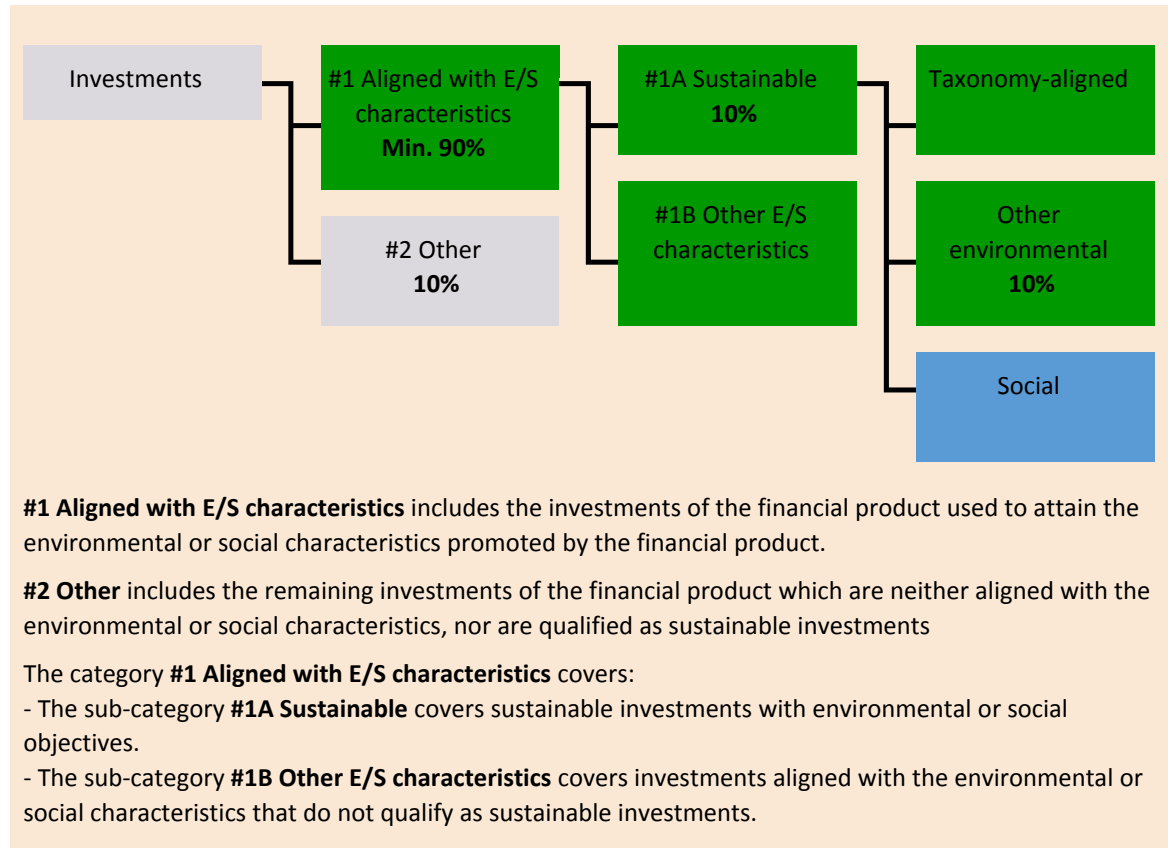 Investments
#1 Aligned with E/S
characteristics
Min. 90%
#2 Other
10%
#1A Sustainable
10%
#1B Other E/S
characteristics
Taxonomy-aligned
Other
environmental
10%
Social
#1 Aligned with E/S characteristics includes the investments of the financial product used to attain the
environmental or social characteristics promoted by the financial product.
#2 Other includes the remaining investments of the financial product which are neither aligned with the
environmental or social characteristics, nor are qualified as sustainable investments
The category #1 Aligned with E/S characteristics covers:
- The sub-category #1A Sustainable covers sustainable investments with environmental or social
objectives.
- The sub-category #1B Other E/S characteristics covers investments aligned with the environmental or
social characteristics that do not qualify as sustainable investments.